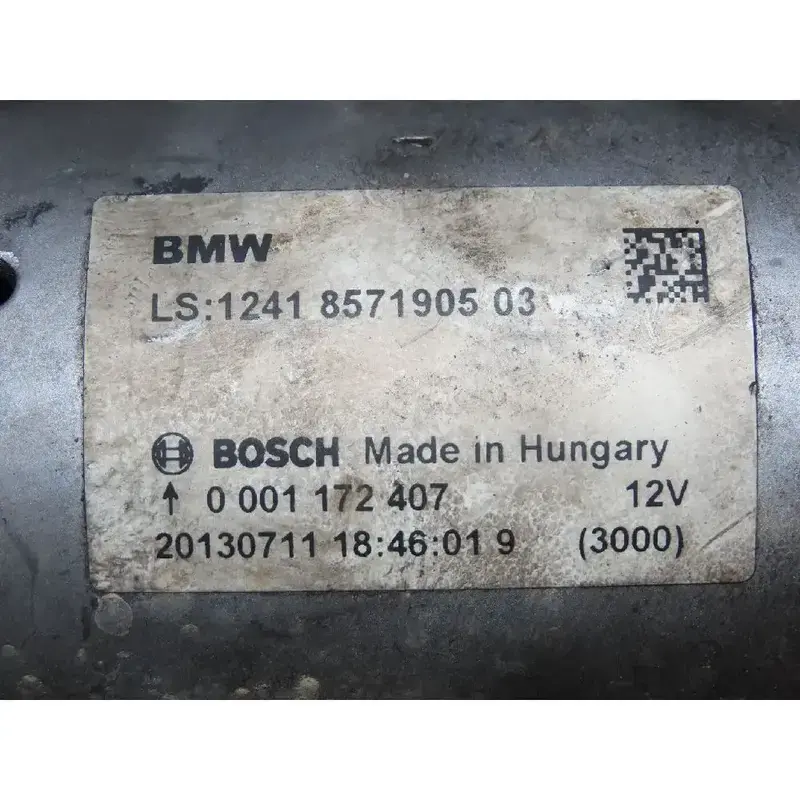 BMW
LS:1241 8571905 03
BOSCH Made in Hungary
↑ 0 001 172 407 12V
20130711 18:46:01 9 (3000)